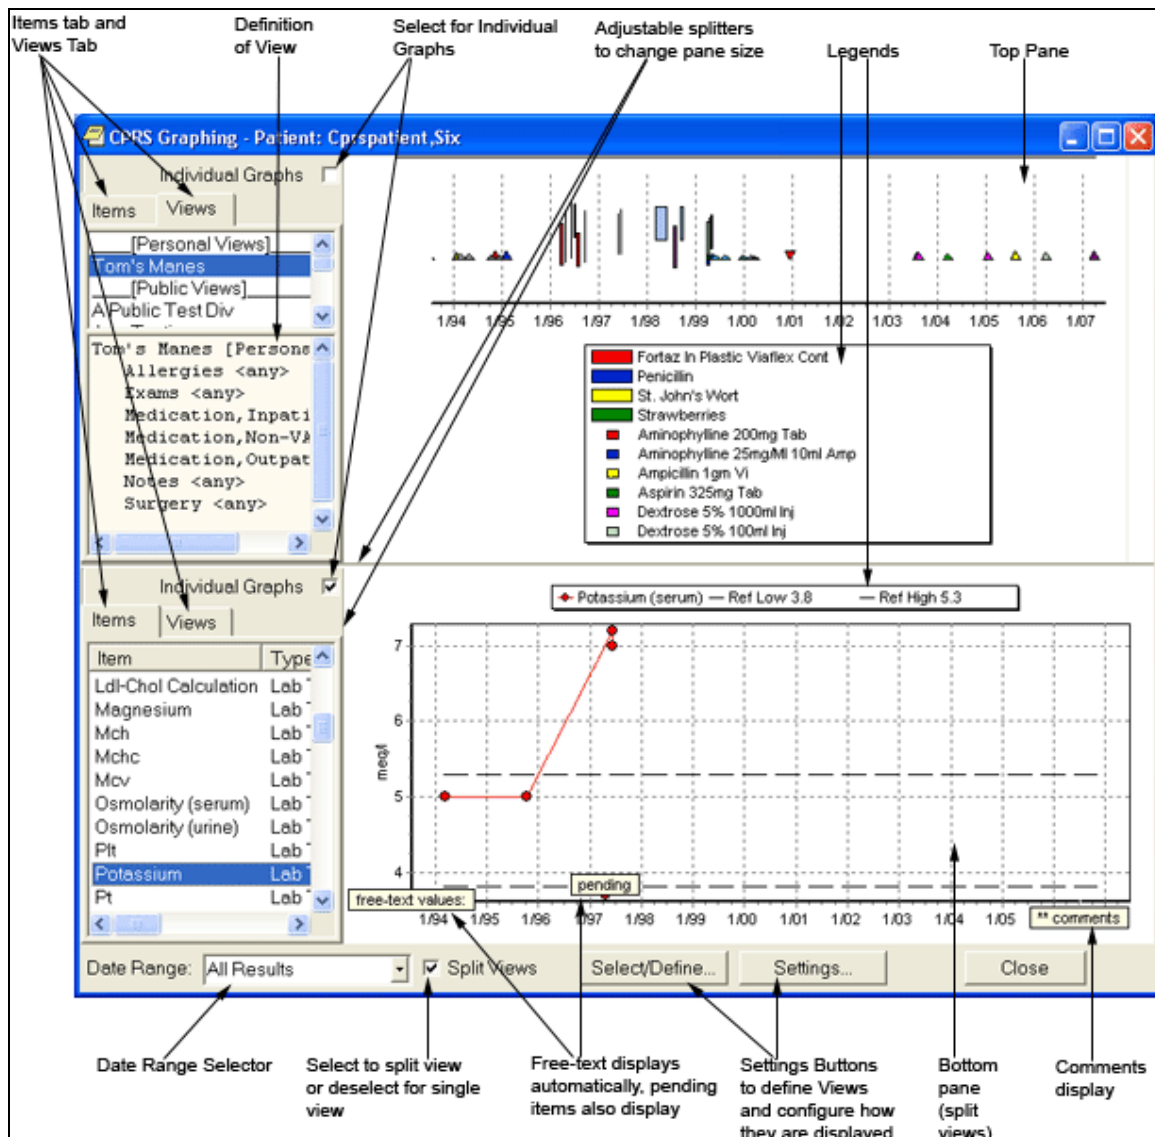 Items tab and
Views Tab
Definition
of View
Select for Individual
Graphs
Adjustable splitters
to change pane size
Legends
Top Pane
CPRS Graphing - Patient: Cprspatient,Six
Individual Graphs
Items
Views
[Personal Views]
Tom's Manes
[Public Views]
A Public Test Div
Tom's Manes [Persona
Allergies <any>
Exams <any>
Medication,Inpati
Medication,Non-VA
Medication,Outpat
Notes <any>
Surgery <any>
1/94 1/95 1/96 1/97 1/98 1/99 1/00 1/01 1/02 1/03 1/04 1/05 1/06 1/07
Fortaz In Plastic Viaflex Cont
Penicillin
St. John's Wort
Strawberries
Aminophylline 200mg Tab
Aminophylline 25mg/Ml 10ml Amp
Ampicillin 1gm Vi
Aspirin 325mg Tab
Dextrose 5% 1000ml Inj
Dextrose 5% 100ml Inj
Individual Graphs
Items
Views
Item Type
Ldl-Chol Calculation Lab T
Magnesium Lab T
Mch Lab T
Mchc Lab T
Mcv Lab T
Osmolarity (serum) Lab T
Osmolarity (urine) Lab T
Plt Lab T
Potassium Lab T
Pt Lab T
Potassium (serum) Ref Low 3.8 Ref High 5.3
7
6
5
4
meq/l
free-text values:
pending
** comments
1/94 1/95 1/96 1/97 1/98 1/99 1/00 1/01 1/02 1/03 1/04 1/05
Date Range:
All Results
Split Views
Select/Define...
Settings...
Close
Date Range Selector
Select to split view
or deselect for single
view
Free-text displays
automatically, pending
items also display
Settings Buttons
to define Views
and configure how
they are displayed
Bottom
pane
(split
views)
Comments
display